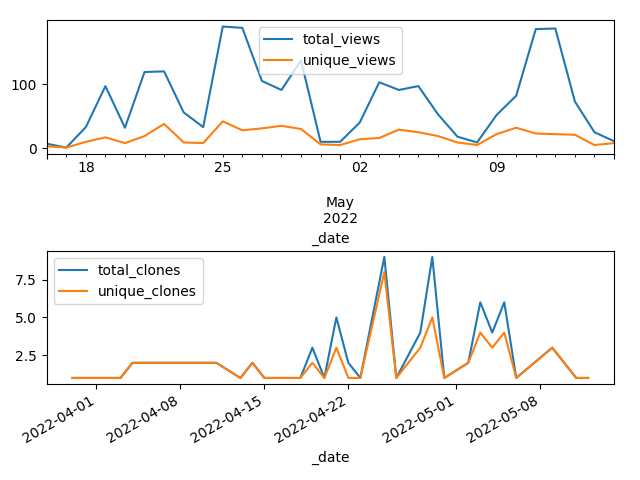 total_views
unique_views
100
0
18
25
02
09
May
2022
_date
total_clones
unique_clones
7.5
5.0
2.5
2022-04-01
2022-04-08
2022-04-15
2022-04-22
2022-05-01
2022-05-08
_date